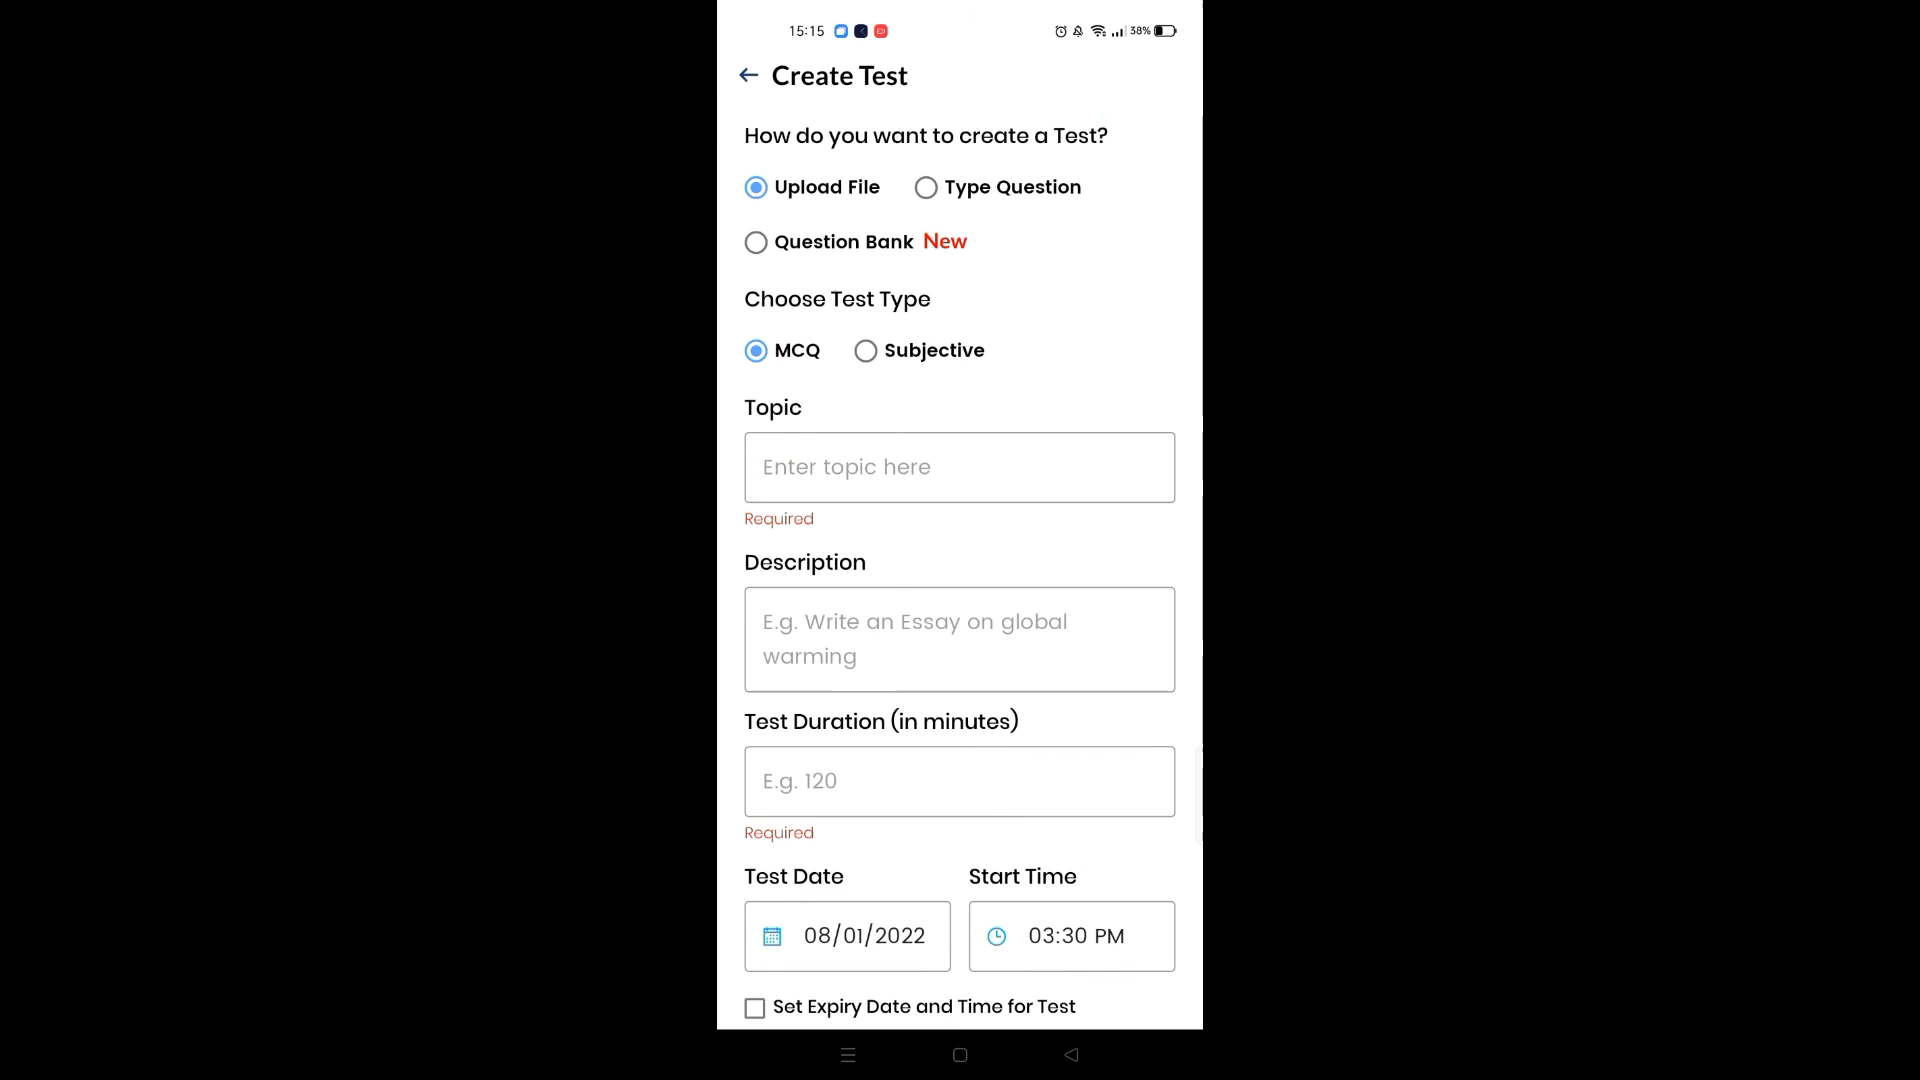 15:15 38%
Create Test
How do you want to create a Test?
Upload File Type Question
Question Bank New
Choose Test Type
MCQ Subjective
Topic
Enter topic here
Required
Description
E.g. Write an Essay on global
warming
Test Duration (in minutes)
E.g. 120
Required
Test Date Start Time
08/01/2022 03:30 PM
Set Expiry Date and Time for Test